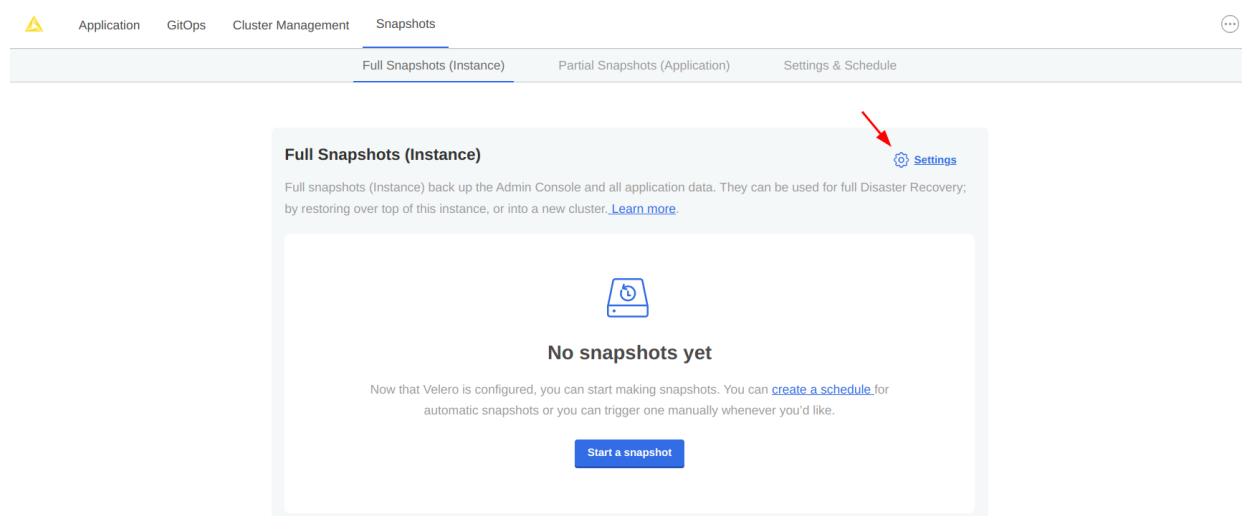 Application GitOps Cluster Management Snapshots
Full Snapshots (Instance) Partial Snapshots (Application) Settings & Schedule
Full Snapshots (Instance)
Settings
Full snapshots (Instance) back up the Admin Console and all application data. They can be used for full Disaster Recovery;
by restoring over top of this instance, or into a new cluster. Learn more.
No snapshots yet
Now that Velero is configured, you can start making snapshots. You can create a schedule for
automatic snapshots or you can trigger one manually whenever you’d like.
Start a snapshot